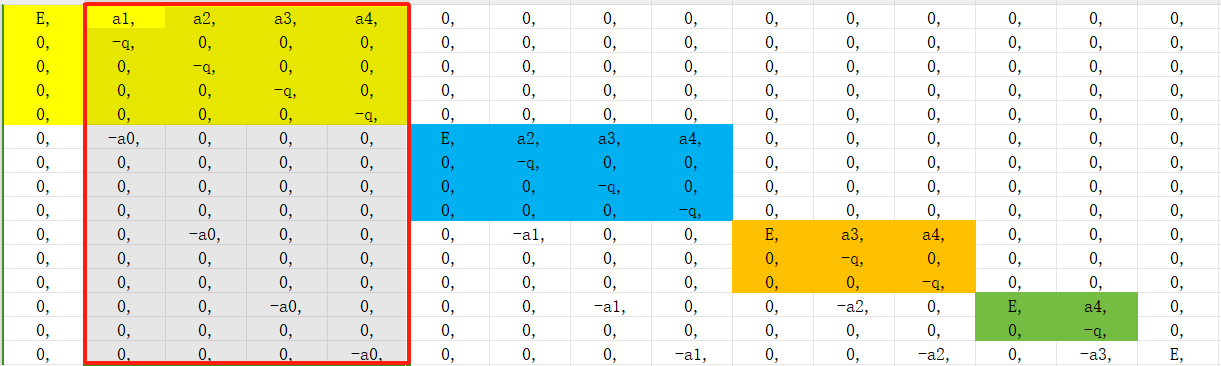 E, a1, a2, a3, a4, 0, 0, 0, 0, 0, 0, 0, 0, 0, 0,
0, -q, 0, 0, 0, 0, 0, 0, 0, 0, 0, 0, 0, 0, 0,
0, 0, -q, 0, 0, 0, 0, 0, 0, 0, 0, 0, 0, 0, 0,
0, 0, 0, -q, 0, 0, 0, 0, 0, 0, 0, 0, 0, 0, 0,
0, 0, 0, 0, -q, 0, 0, 0, 0, 0, 0, 0, 0, 0, 0,
0, -a0, 0, 0, 0, E, a2, a3, a4, 0, 0, 0, 0, 0, 0,
0, 0, 0, 0, 0, 0, -q, 0, 0, 0, 0, 0, 0, 0, 0,
0, 0, 0, 0, 0, 0, 0, -q, 0, 0, 0, 0, 0, 0, 0,
0, 0, 0, 0, 0, 0, 0, 0, -q, 0, 0, 0, 0, 0, 0,
0, 0, -a0, 0, 0, 0, -a1, 0, 0, E, a3, a4, 0, 0, 0,
0, 0, 0, 0, 0, 0, 0, 0, 0, 0, -q, 0, 0, 0, 0,
0, 0, 0, 0, 0, 0, 0, 0, 0, 0, 0, -q, 0, 0, 0,
0, 0, 0, -a0, 0, 0, 0, -a1, 0, 0, -a2, 0, E, a4, 0,
0, 0, 0, 0, 0, 0, 0, 0, 0, 0, 0, 0, 0, -q, 0,
0, 0, 0, 0, -a0, 0, 0, 0, -a1, 0, 0, -a2, 0, -a3, E,